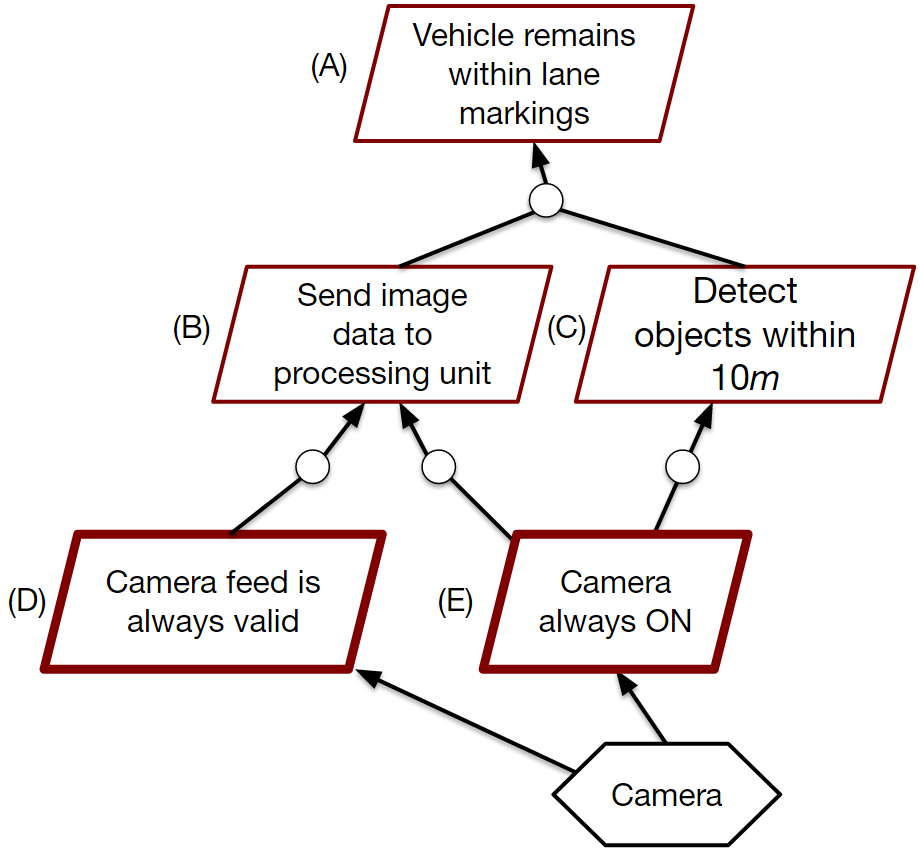 Vehicle remains
(A)
within lane
markings
Send image
(B)
data to
processing unit
Detect
(C)
objects within
10m
Camera feed is
(D)
always valid
Camera
(E)
always ON
Camera